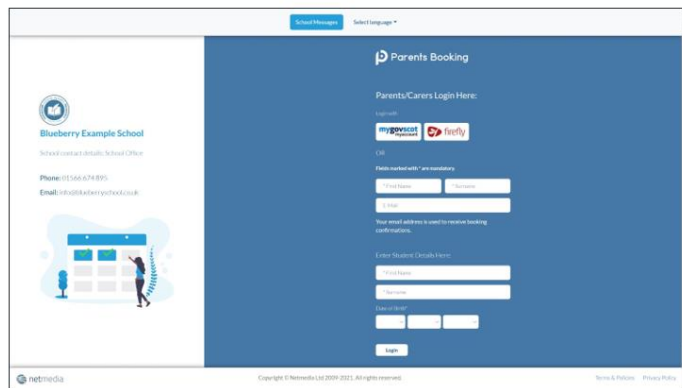 School Messages
Select language
Blueberry Example School
School contact details: School Office
Phone: 01566 674 895
Email: info@blueberryschool.co.uk
Parents Booking
Parents/Carers Login Here:
Login with
mygovscot
myaccount
firefly
OR
Fields marked with * are mandatory
*First Name
*Surname
E-Mail
Your email address is used to receive booking
confirmations.
Enter Student Details Here:
*First Name
*Surname
Date of Birth*
Login
netmedia
Copyright © Netmedia Ltd 2009-2021. All rights reserved.
Terms & Policies
Privacy Policy